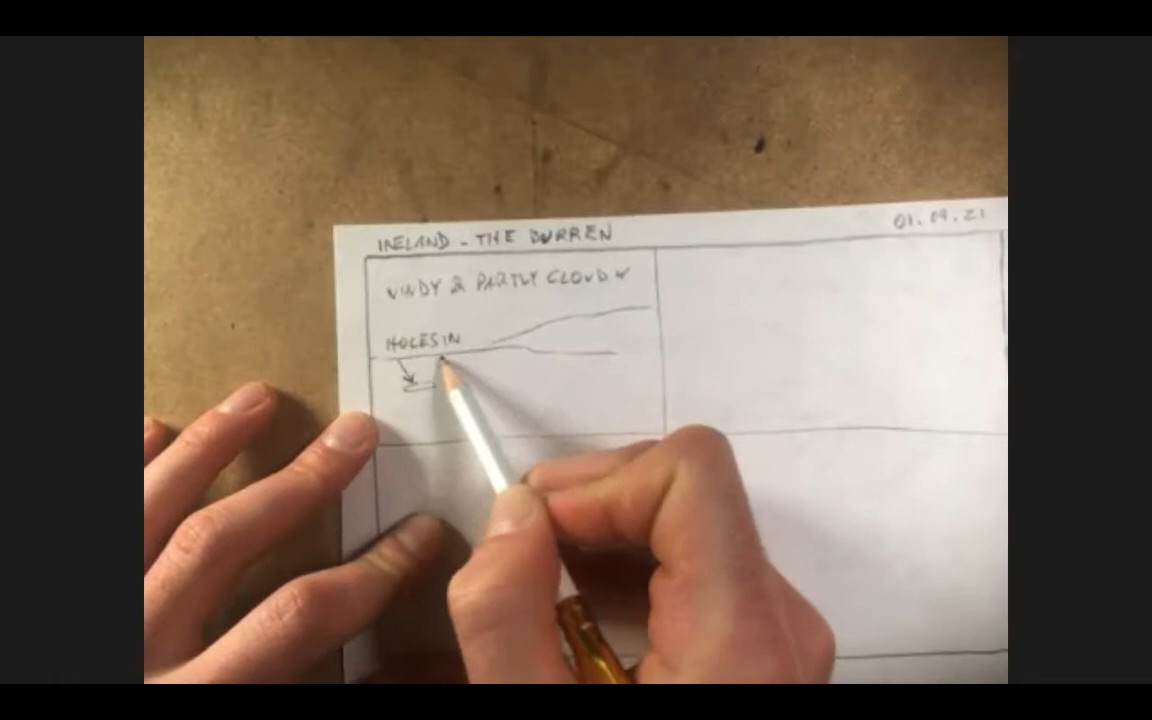 IRELAND - THE BURREN
01.09.21
WINDY & PARTLY CLOUDY
HOLES IN